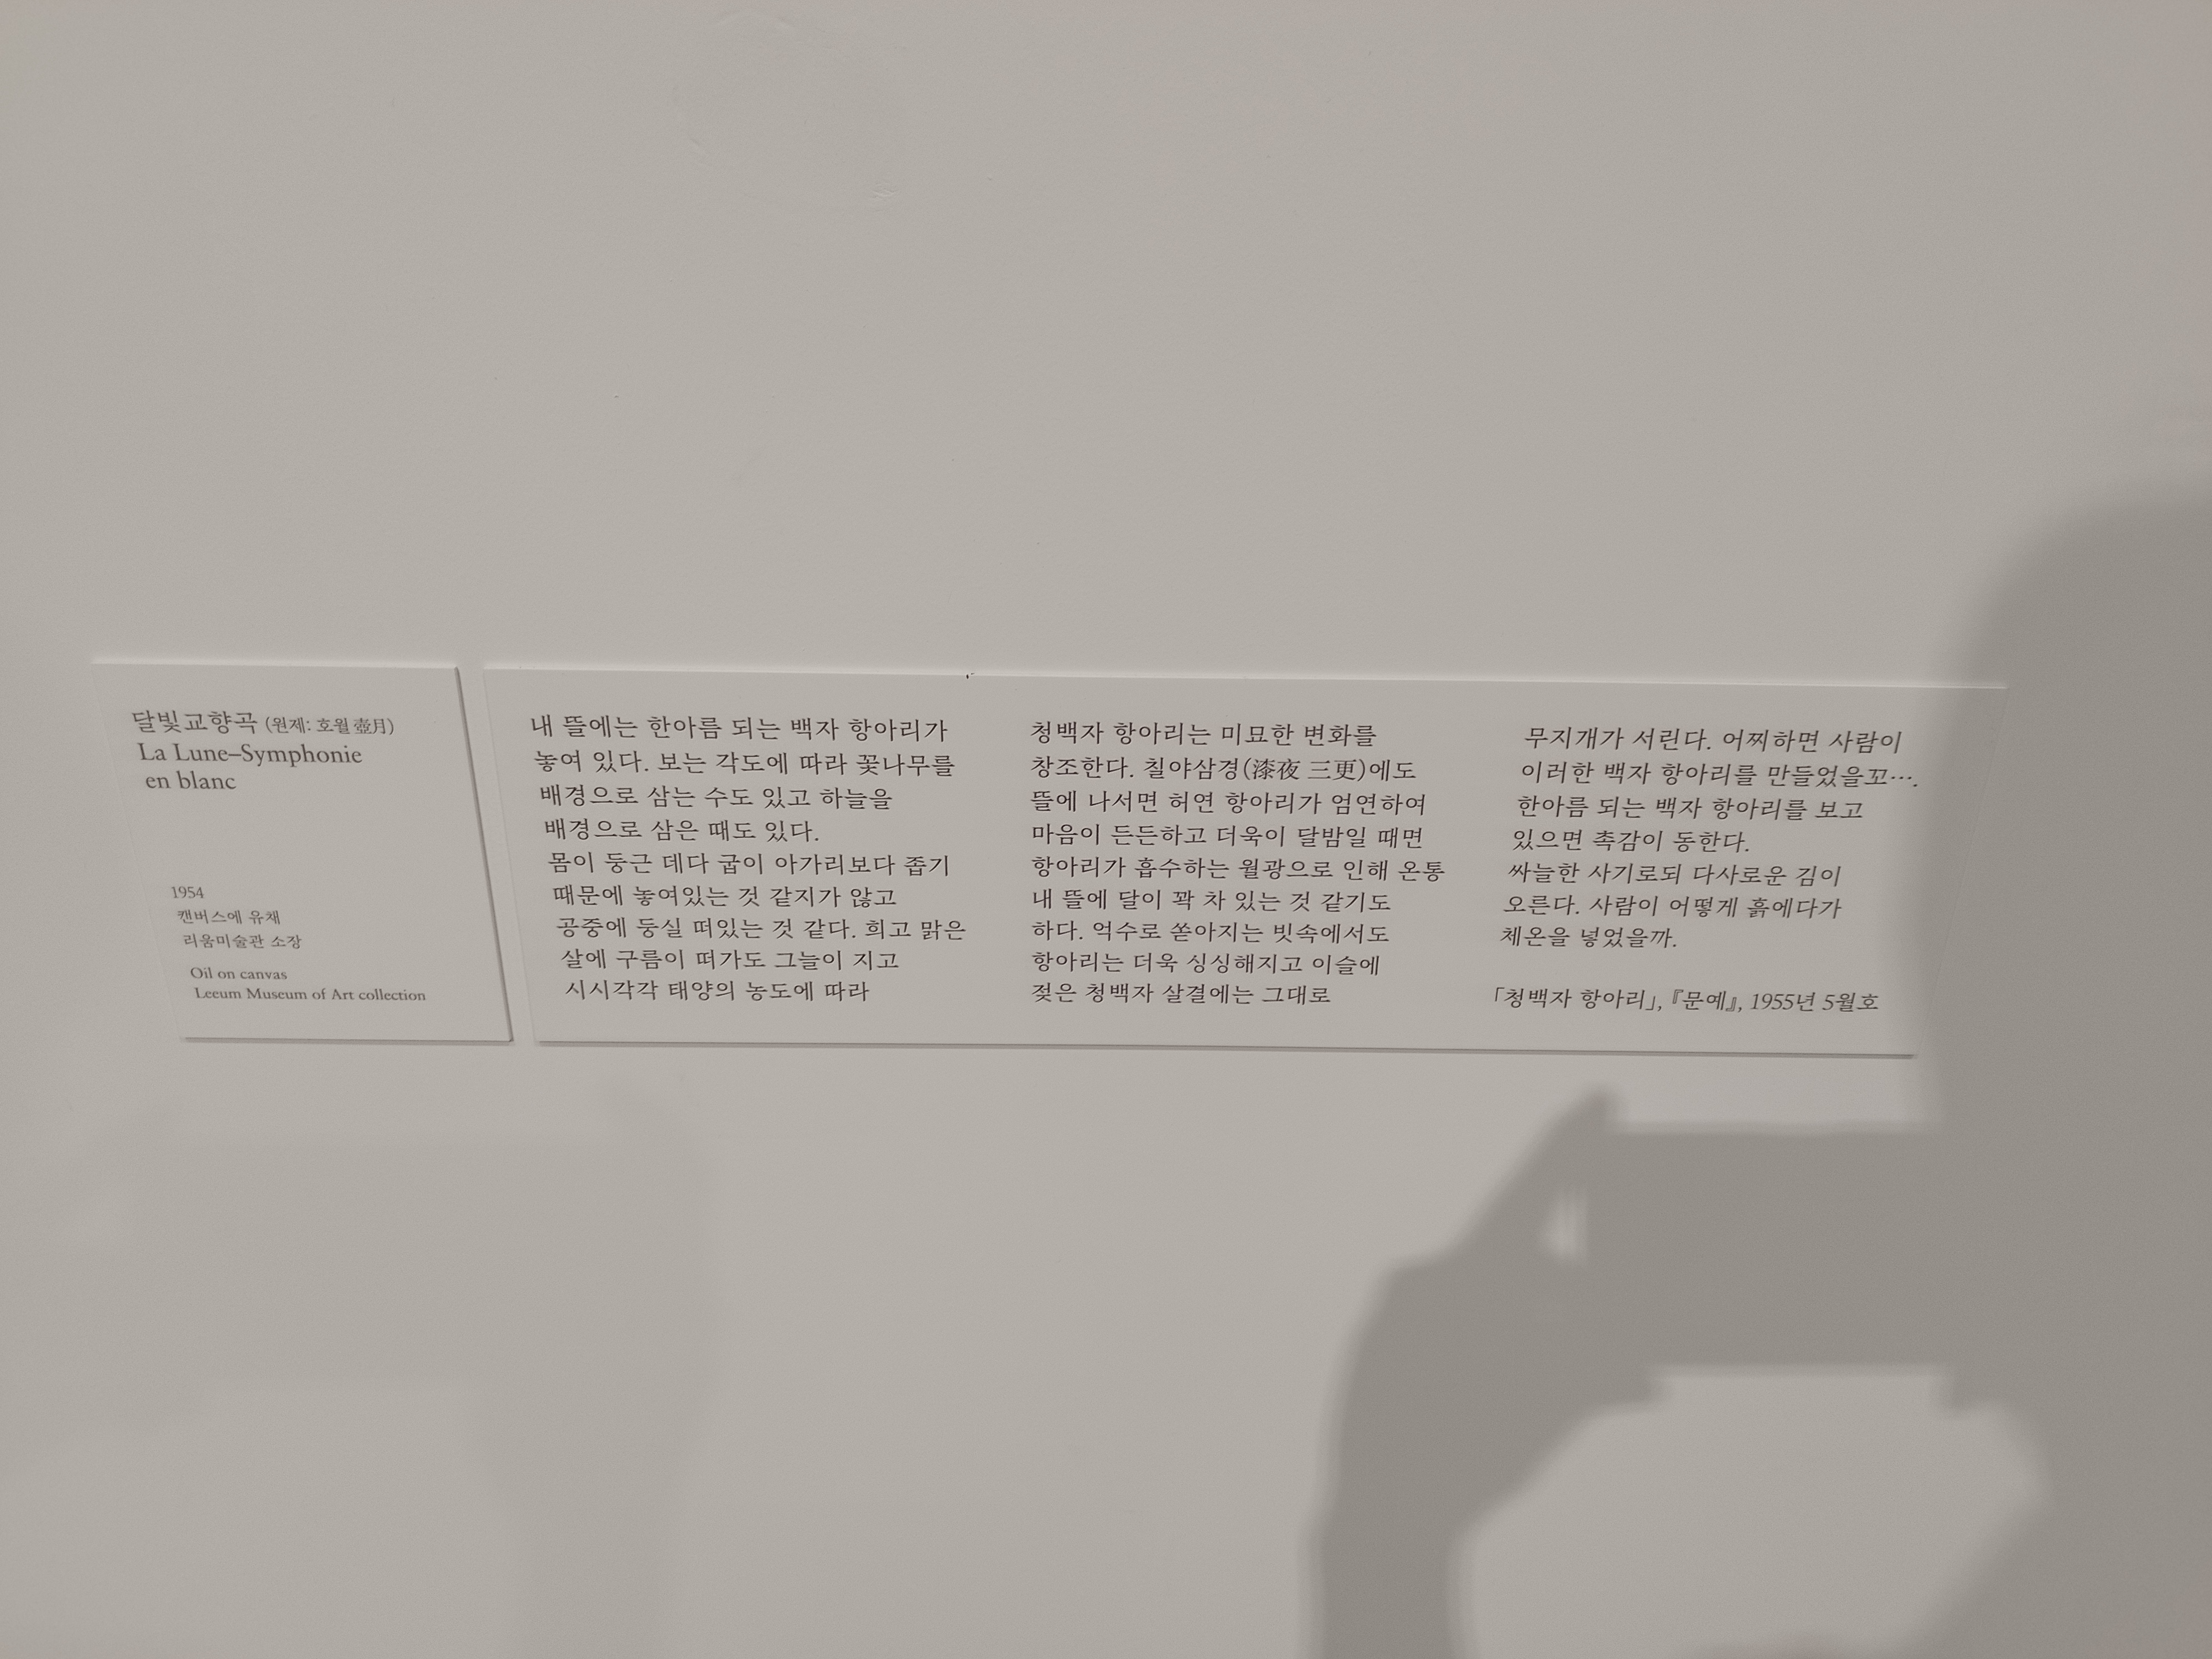 달빛교향곡 (원제: 호월 壺月)
La Lune–Symphonie
en blanc
1954
캔버스에 유채
리움미술관 소장
Oil on canvas
Leeum Museum of Art collection
내 뜰에는 한아름 되는 백자 항아리가
놓여 있다. 보는 각도에 따라 꽃나무를
배경으로 삼는 수도 있고 하늘을
배경으로 삼은 때도 있다.
몸이 둥근 데다 굽이 아가리보다 좁기
때문에 놓여있는 것 같지가 않고
공중에 둥실 떠있는 것 같다. 희고 맑은
살에 구름이 떠가도 그늘이 지고
시시각각 태양의 농도에 따라
청백자 항아리는 미묘한 변화를
창조한다. 칠야삼경(漆夜 三更)에도
뜰에 나서면 허연 항아리가 엄연하여
마음이 든든하고 더욱이 달밤일 때면
항아리가 흡수하는 월광으로 인해 온통
내 뜰에 달이 꽉 차 있는 것 같기도
하다. 억수로 쏟아지는 빗속에서도
항아리는 더욱 싱싱해지고 이슬에
젖은 청백자 살결에는 그대로
무지개가 서린다. 어찌하면 사람이
이러한 백자 항아리를 만들었을꼬….
한아름 되는 백자 항아리를 보고
있으면 촉감이 동한다.
싸늘한 사기로되 다사로운 김이
오른다. 사람이 어떻게 흙에다가
체온을 넣었을까.
「청백자 항아리」, 『문예』, 1955년 5월호